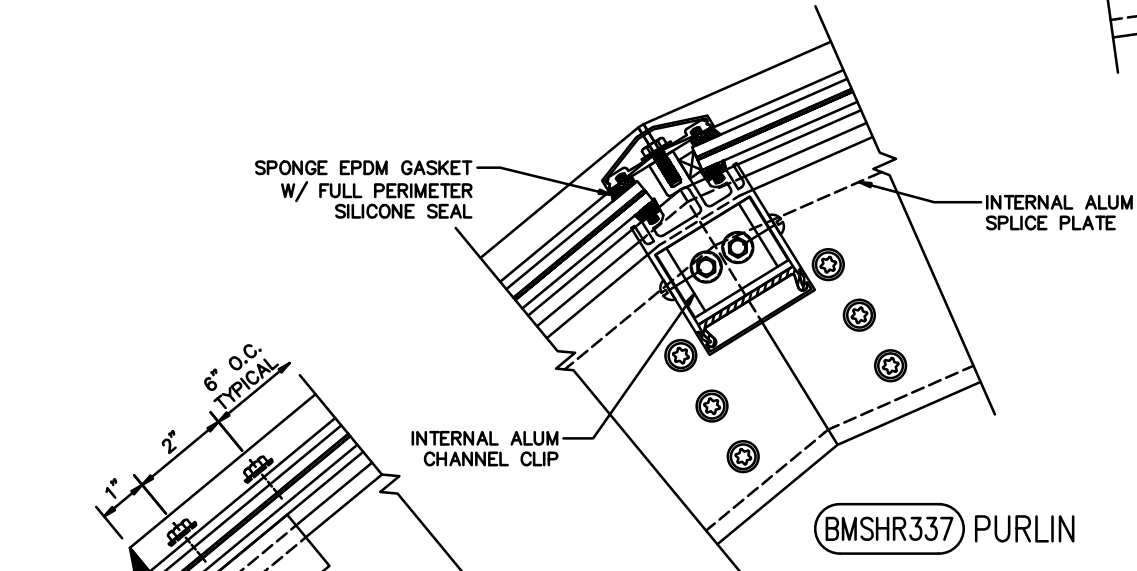 SPONGE EPDM GASKET
W/ FULL PERIMETER
SILICONE SEAL
INTERNAL ALUM
SPLICE PLATE
6" O.C.
TYPICAL
2"
1"
INTERNAL ALUM
CHANNEL CLIP
BMSHR337 PURLIN